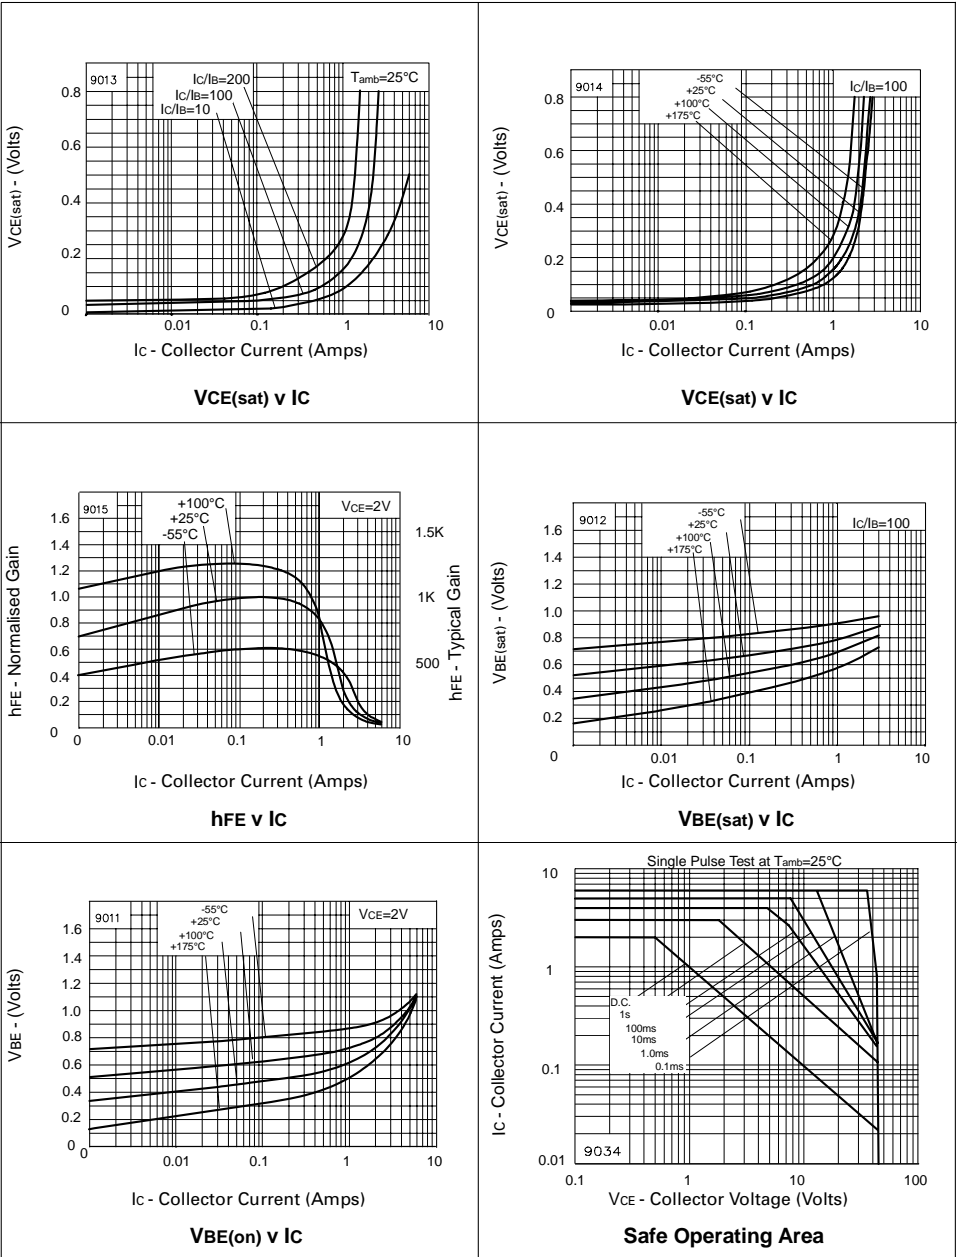 9013
IC/IB=200
IC/IB=100
IC/IB=10
Tamb=25°C
0.8
0.6
0.4
0.2
0
0.01
0.1
1
10
VCE(sat) - (Volts)
IC - Collector Current (Amps)
VCE(sat) v IC
9014
-55°C
+25°C
+100°C
+175°C
IC/IB=100
0.8
0.6
0.4
0.2
0
0.01
0.1
1
10
VCE(sat) - (Volts)
IC - Collector Current (Amps)
VCE(sat) v IC
9015
+100°C
+25°C
-55°C
VCE=2V
1.6
1.4
1.2
1.0
0.8
0.6
0.4
0.2
0
0
0.01
0.1
1
10
1.5K
1K
500
hFE - Normalised Gain
hFE - Typical Gain
IC - Collector Current (Amps)
hFE v IC
9012
-55°C
+25°C
+100°C
+175°C
IC/IB=100
1.6
1.4
1.2
1.0
0.8
0.6
0.4
0.2
0
0.01
0.1
1
10
VBE(sat) - (Volts)
IC - Collector Current (Amps)
VBE(sat) v IC
9011
-55°C
+25°C
+100°C
+175°C
VCE=2V
1.6
1.4
1.2
1.0
0.8
0.6
0.4
0.2
0
0
0.01
0.1
1
10
VBE - (Volts)
IC - Collector Current (Amps)
VBE(on) v IC
Single Pulse Test at Tamb=25°C
10
1
0.1
0.01
D.C.
1s
100ms
10ms
1.0ms
0.1ms
9034
0.1
1
10
100
IC - Collector Current (Amps)
VCE - Collector Voltage (Volts)
Safe Operating Area